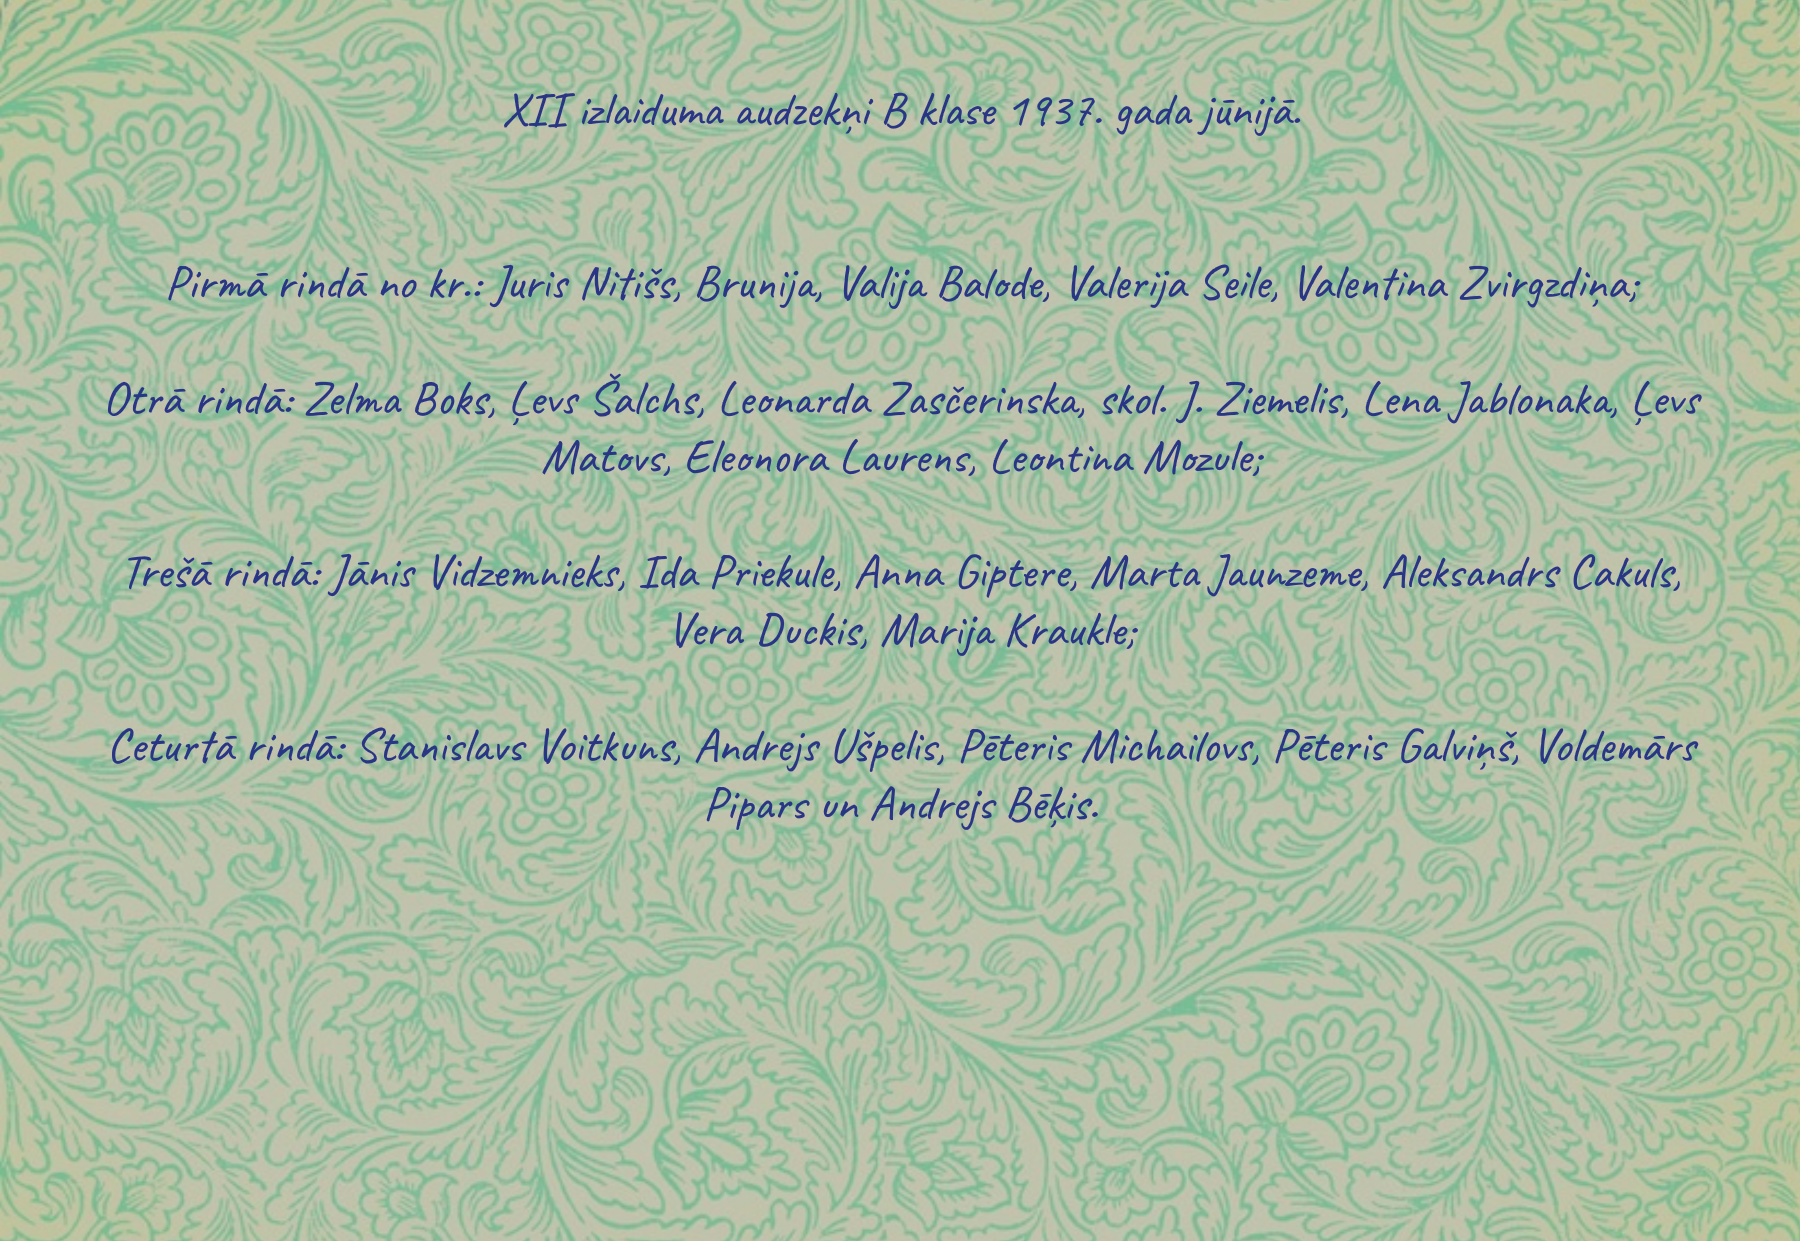 XII izlaiduma audzekņi B klase 1937. gada jūnijā.
Pirmā rindā no kr.: Juris Nitišs, Brunija, Valija Balode, Valerija Seile, Valentina Zvirgzdiņa;
Otrā rindā: Zelma Boks, Ļevs Šalchs, Leonarda Zasčerinska, skol. J. Ziemelis, Lena Jablonaka, Ļevs
Matovs, Eleonora Laurens, Leontina Mozule;
Trešā rindā: Jānis Vidzemnieks, Ida Priekule, Anna Giptere, Marta Jaunzeme, Aleksandrs Cakuls,
Vera Duckis, Marija Kraukle;
Ceturtā rindā: Stanislavs Voitkuns, Andrejs Ušpelis, Pēteris Michailovs, Pēteris Galviņš, Voldemārs
Pipars un Andrejs Bēķis.